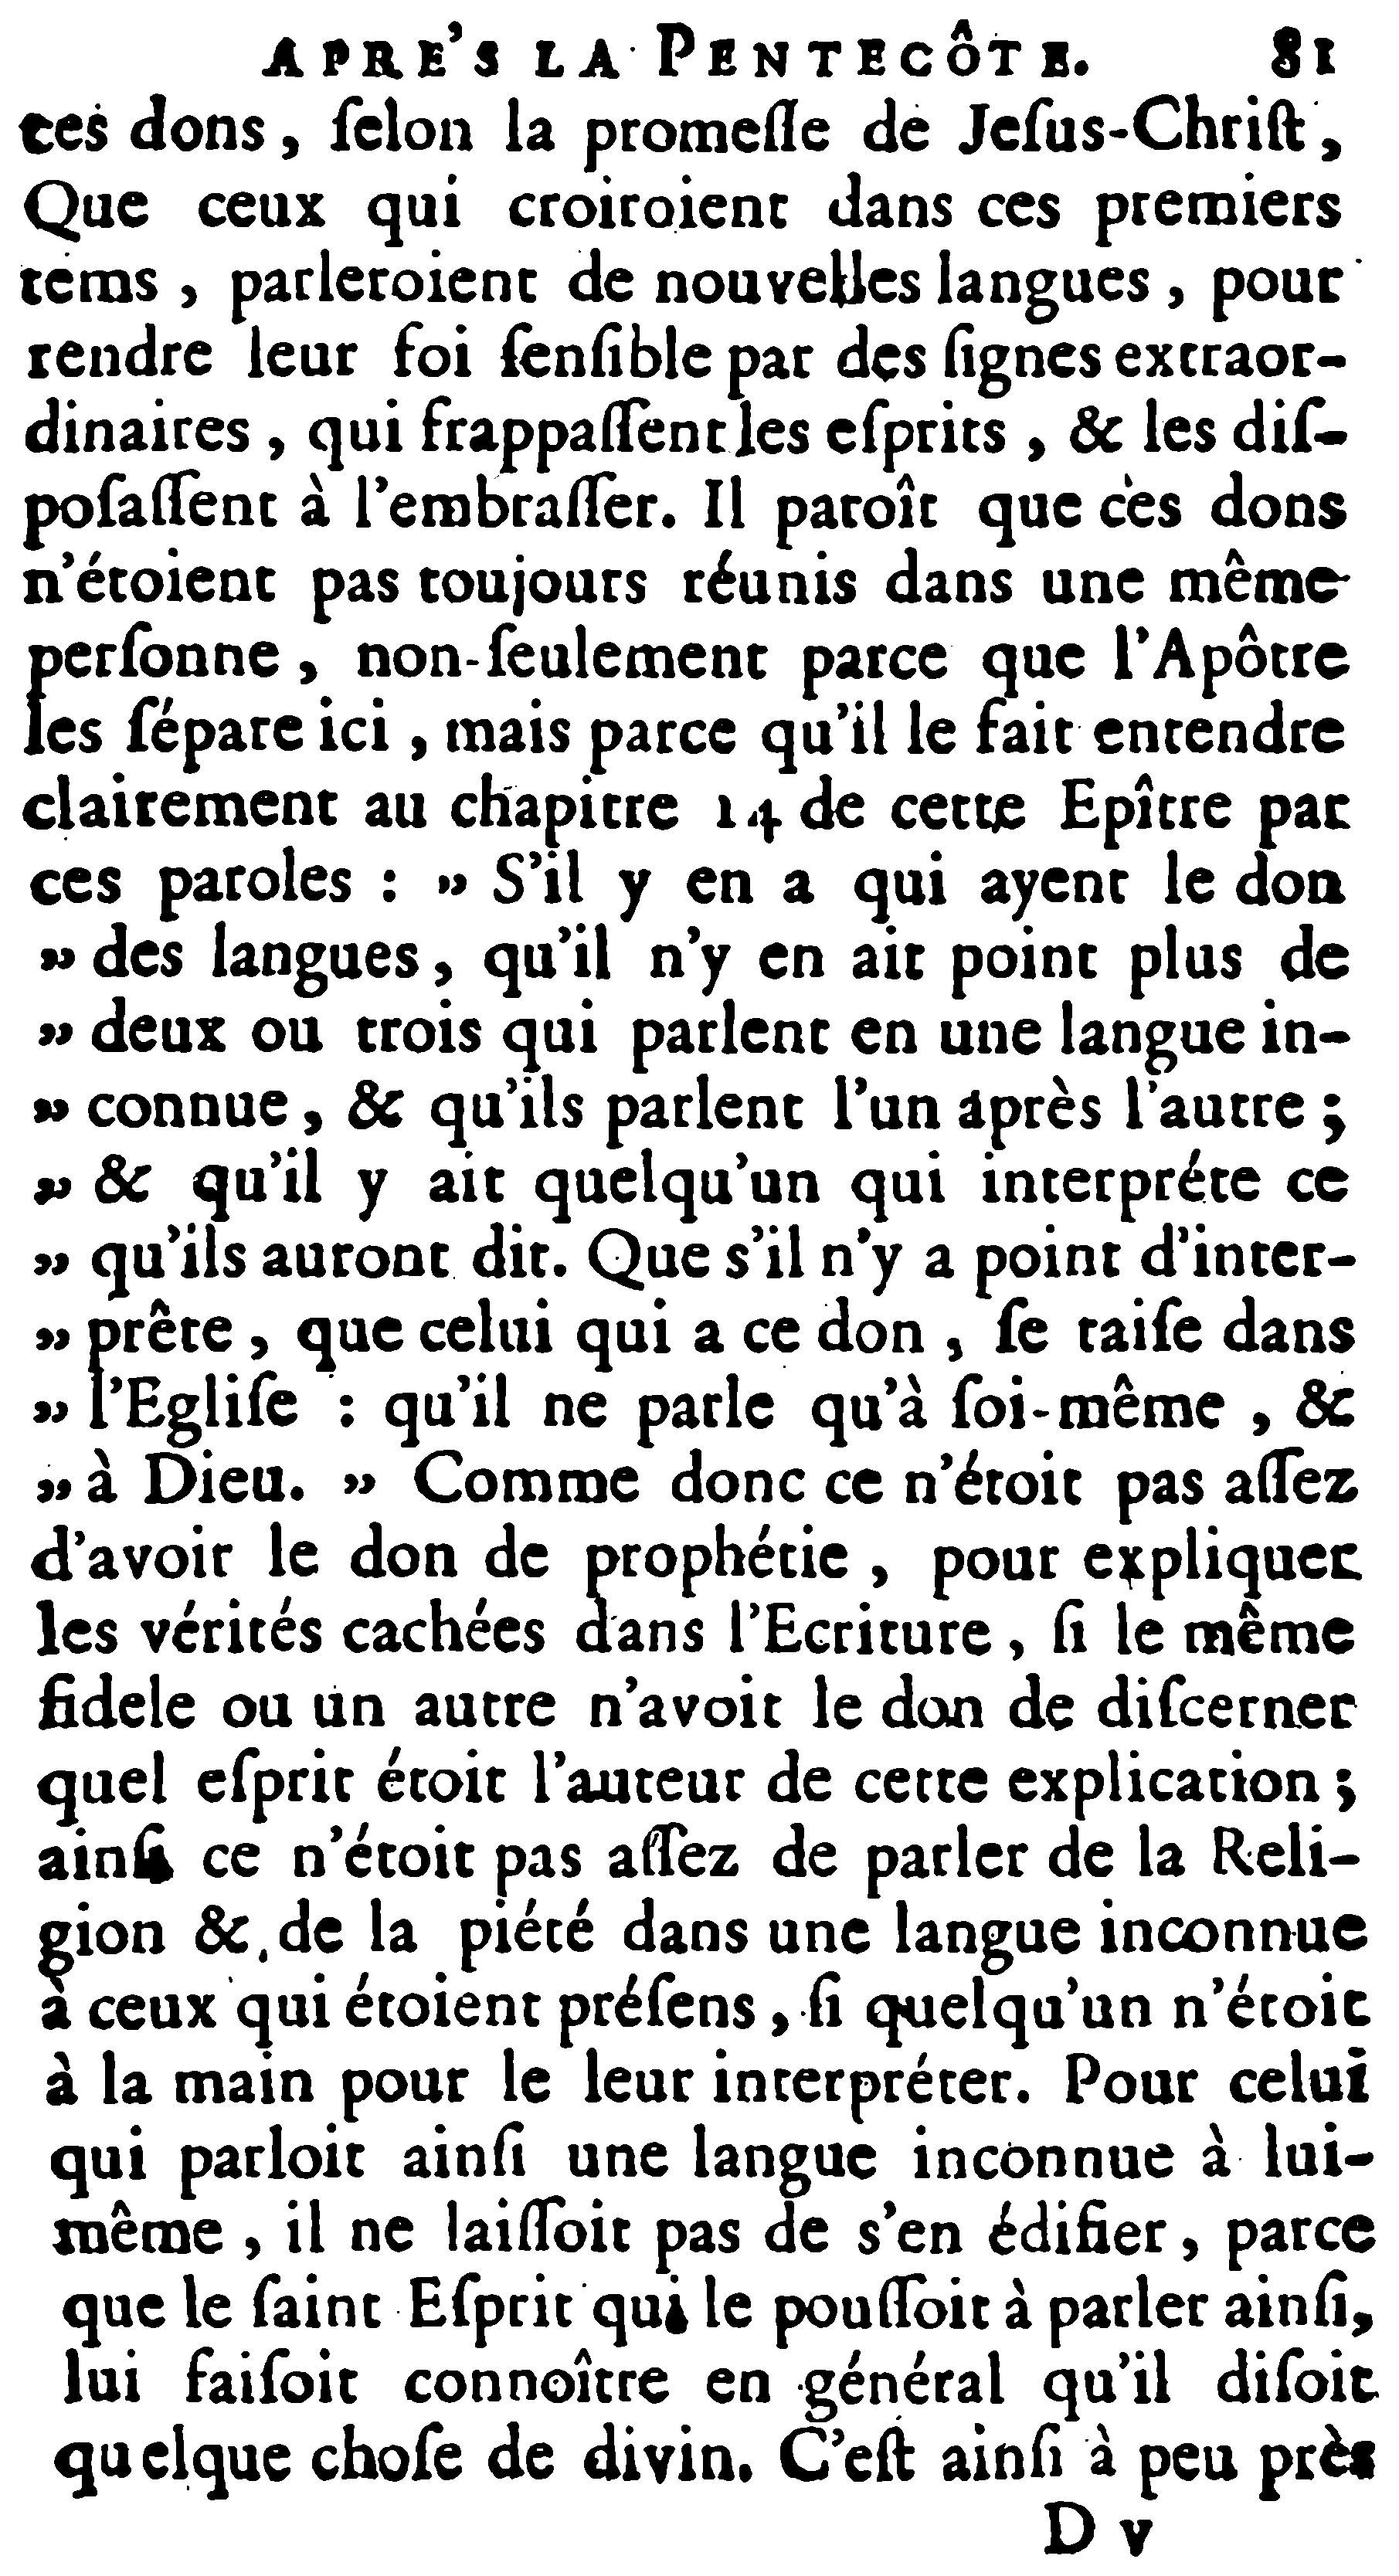 APRE'S LA PENTECÔTE. 81
ces dons, ſelon la promeſſe de Jeſus-Chriſt,
Que ceux qui croiroient dans ces premiers
tems, parleroient de nouvelles langues, pour
rendre leur foi ſenſible par des ſignes extraor-
dinaires, qui frappaſſent les eſprits, & les diſ-
poſaſſent à l'embraſſer. Il paroît que ces dons
n'étoient pas toujours réunis dans une même
perſonne, non-ſeulement parce que l'Apôtre
les ſépare ici, mais parce qu'il le fait entendre
clairement au chapitre 14 de cette Epître par
ces paroles : » S'il y en a qui ayent le don
» des langues, qu'il n'y en ait point plus de
» deux ou trois qui parlent en une langue in-
» connue, & qu'ils parlent l'un après l'autre ;
» & qu'il y ait quelqu'un qui interpréte ce
» qu'ils auront dit. Que s'il n'y a point d'inter-
» prête, que celui qui a ce don, ſe taiſe dans
» l'Egliſe : qu'il ne parle qu'à ſoi-même, &
» à Dieu. » Comme donc ce n'étoit pas aſſez
d'avoir le don de prophétie, pour expliquer
les vérités cachées dans l'Ecriture, ſi le même
fidele ou un autre n'avoit le don de diſcerner
quel eſprit étoit l'auteur de cette explication ;
ainſi ce n'étoit pas aſſez de parler de la Reli-
gion & de la piété dans une langue inconnue
à ceux qui étoient préſens, ſi quelqu'un n'étoit
à la main pour le leur interpréter. Pour celui
qui parloit ainſi une langue inconnue à lui-
même, il ne laiſſoit pas de s'en édifier, parce
que le ſaint Eſprit qui le pouſſoit à parler ainſi,
lui faiſoit connoître en général qu'il diſoit
quelque choſe de divin. C'eſt ainſi à peu près
D v